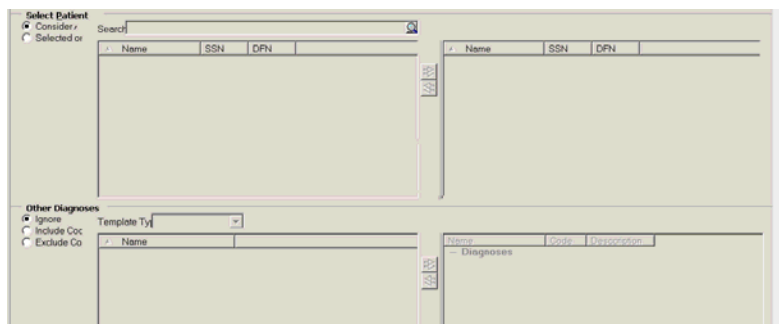 Select Patient
Consider
Selected or
Search
Name SSN DFN
Name SSN DFN
Other Diagnoses
Ignore
Include Coc
Exclude Co
Template Typ
Name
Name Code Description
Diagnoses